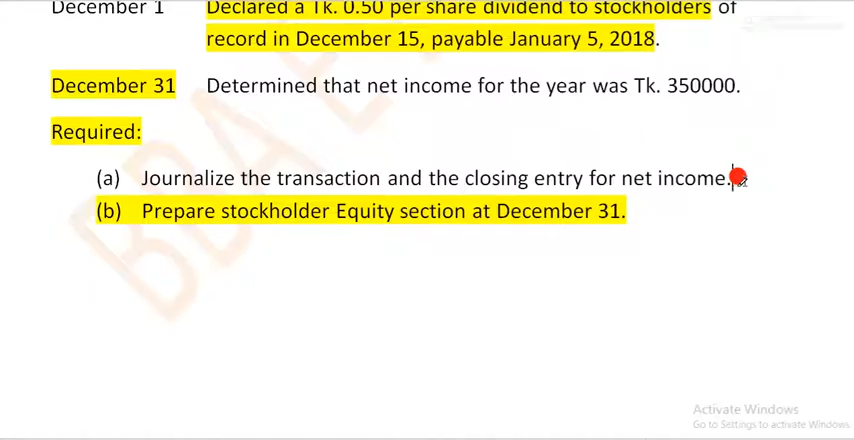 December 1 Declared a Tk. 0.50 per share dividend to stockholders of
record in December 15, payable January 5, 2018.
December 31 Determined that net income for the year was Tk. 350000.
Required:
(a) Journalize the transaction and the closing entry for net income.
(b) Prepare stockholder Equity section at December 31.
BBA
Activate Windows
Go to Settings to activate Windows.